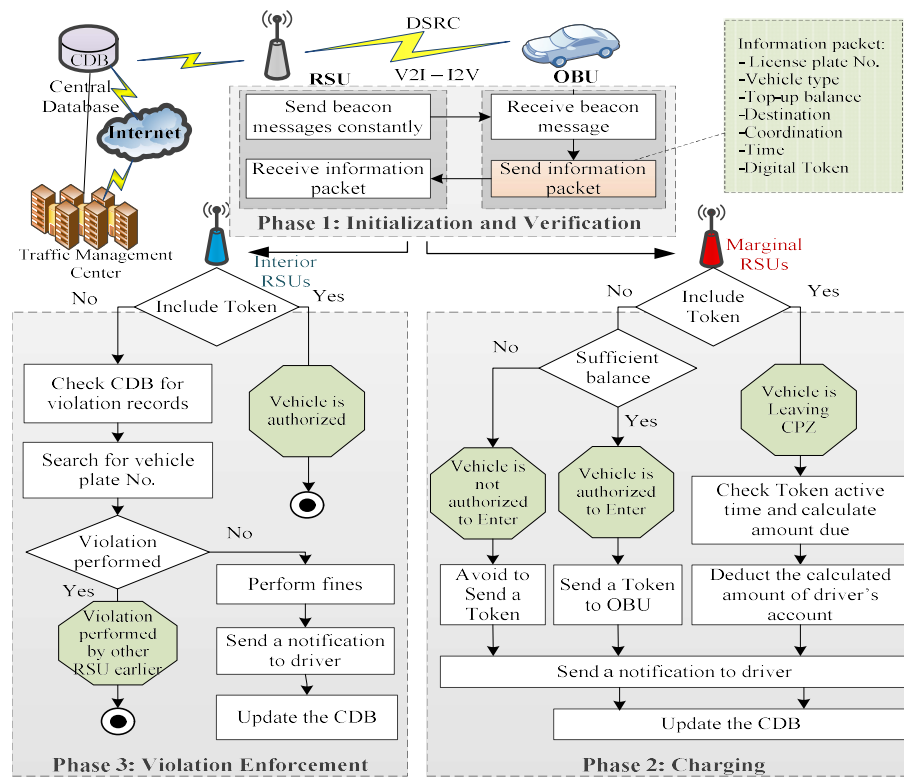 DSRC
CDB
Central
Database
Internet
Traffic Management
Center
RSU
V2I – I2V
OBU
Send beacon
messages constantly
Receive beacon
message
Receive information
packet
Send information
packet
Phase 1: Initialization and Verification
Information packet:
- License plate No.
-Vehicle type
-Top-up balance
-Destination
-Coordination
-Time
-Digital Token
Interior
RSUs
Marginal
RSUs
No
Include Token
Yes
Check CDB for
violation records
Search for vehicle
plate No.
Vehicle is
authorized
Violation
performed
No
Yes
Violation
performed
by other
RSU earlier
Perform fines
Send a notification
to driver
Update the CDB
Phase 3: Violation Enforcement
No
Include
Token
Yes
No
Sufficient
balance
Yes
Vehicle is
not
authorized
to Enter
Vehicle is
authorized
to Enter
Vehicle is
Leaving
CPZ
Check Token active
time and calculate
amount due
Avoid to
Send a
Token
Send a Token
to OBU
Deduct the calculated
amount of driver's
account
Send a notification to driver
Update the CDB
Phase 2: Charging